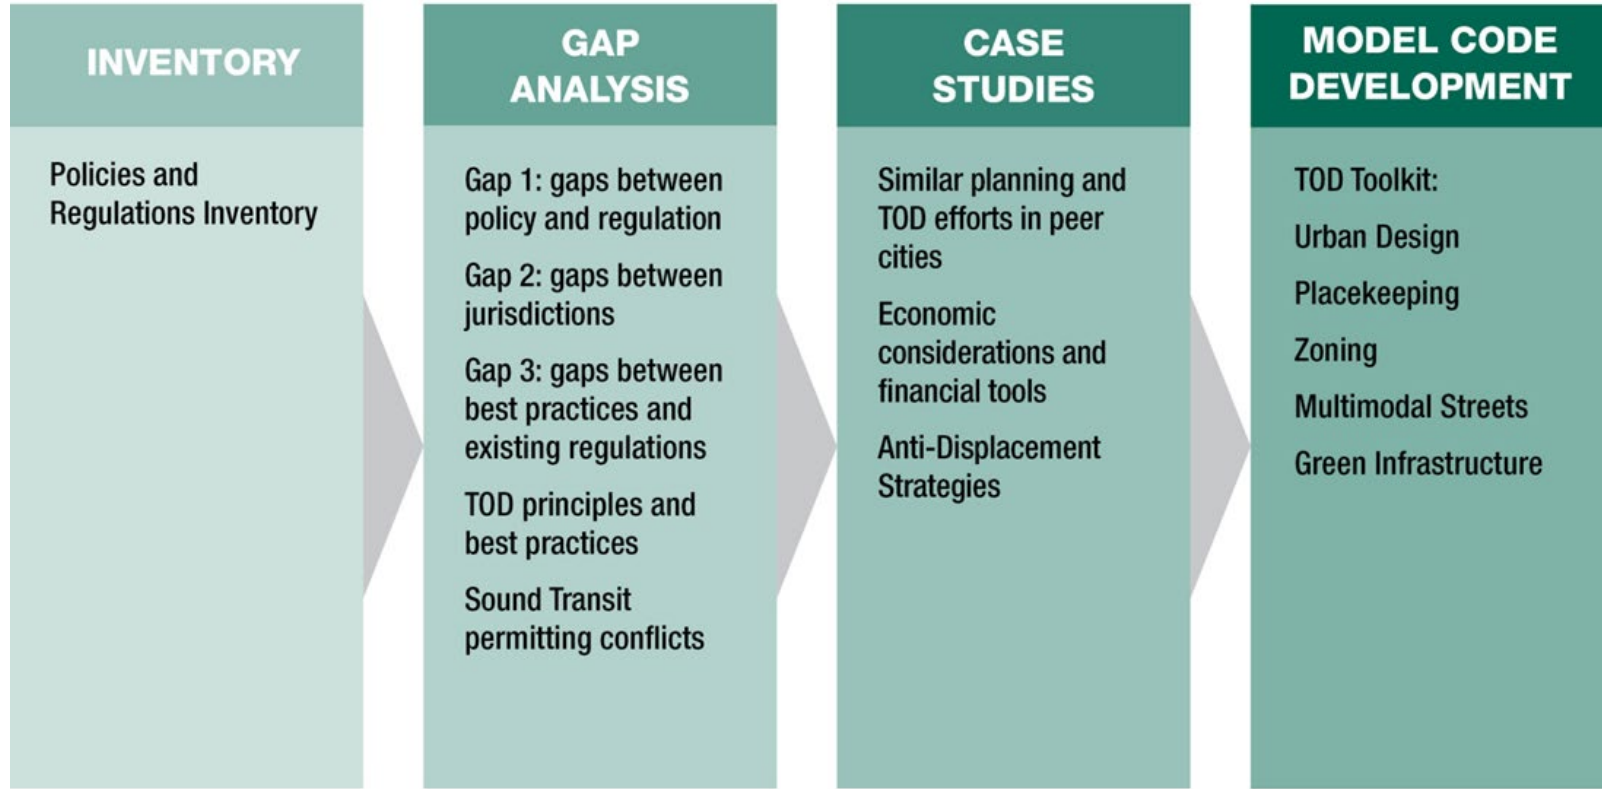 INVENTORY
Policies and
Regulations Inventory
GAP
ANALYSIS
Gap 1: gaps between
policy and regulation
Gap 2: gaps between
jurisdictions
Gap 3: gaps between
best practices and
existing regulations
TOD principles and
best practices
Sound Transit
permitting conflicts
CASE
STUDIES
Similar planning and
TOD efforts in peer
cities
Economic
considerations and
financial tools
Anti-Displacement
Strategies
MODEL CODE
DEVELOPMENT
TOD Toolkit:
Urban Design
Placekeeping
Zoning
Multimodal Streets
Green Infrastructure